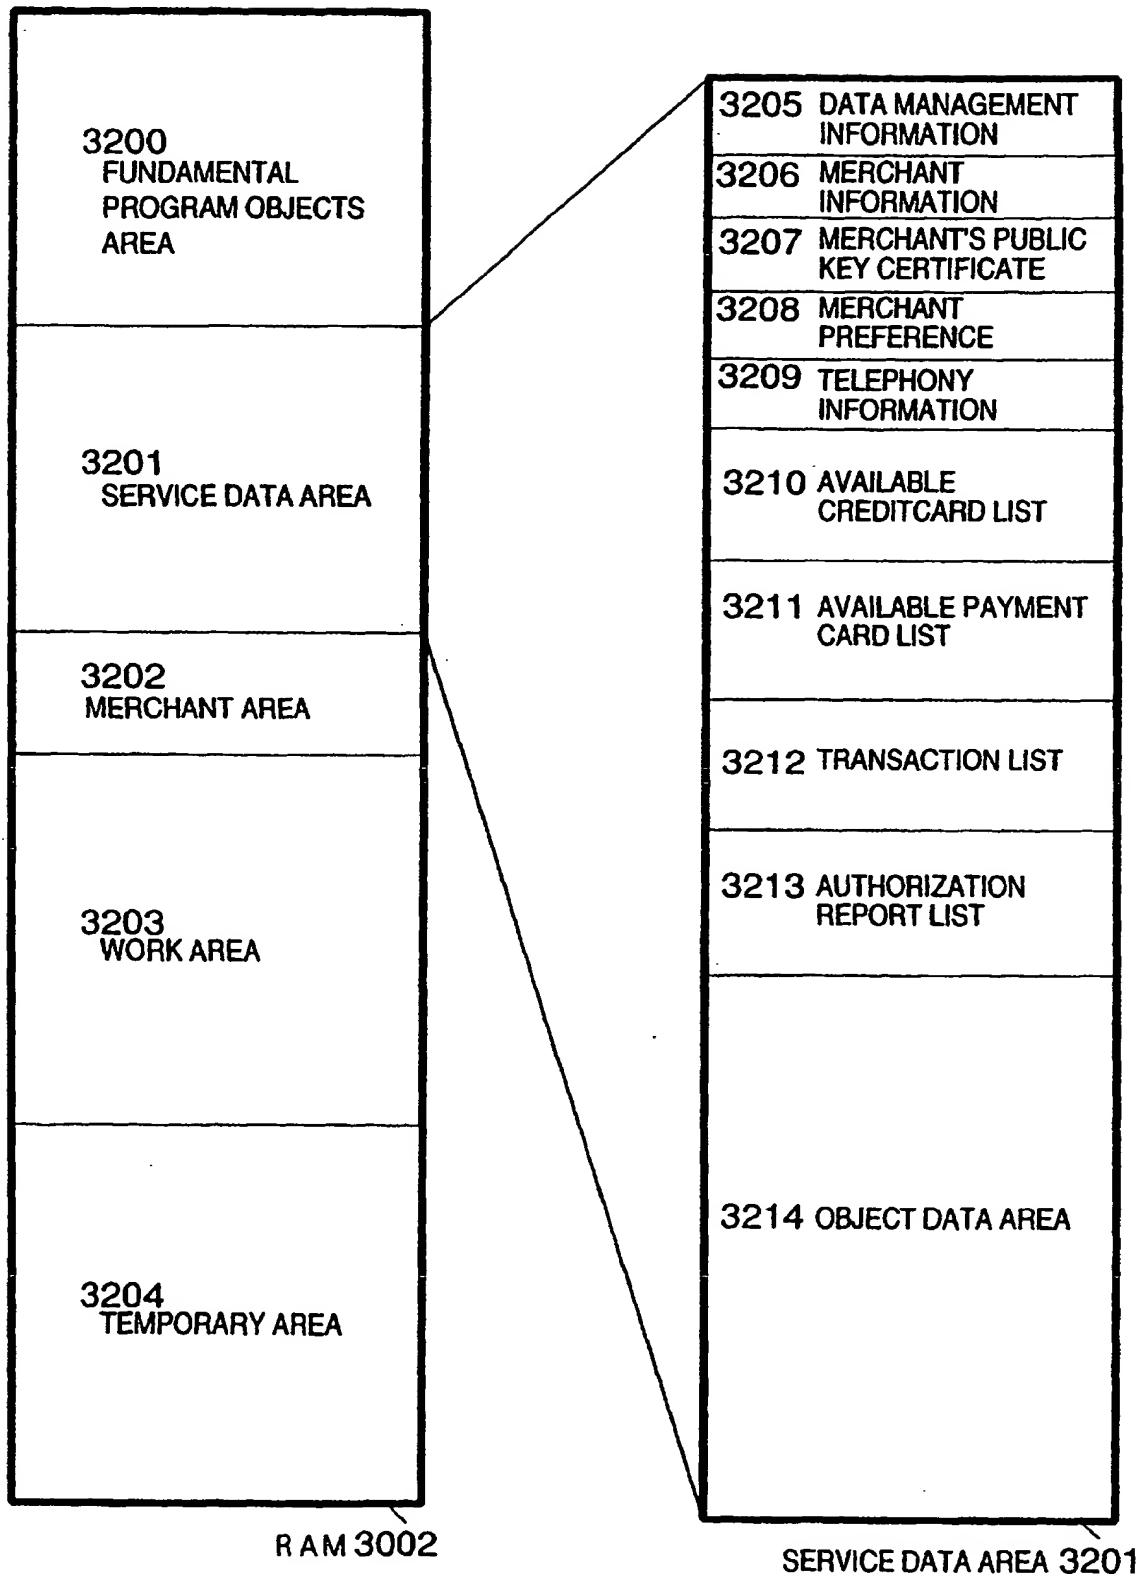 3200
FUNDAMENTAL
PROGRAM OBJECTS
AREA
3201
SERVICE DATA AREA
3202
MERCHANT AREA
3203
WORK AREA
3204
TEMPORARY AREA
RAM 3002
3205 DATA MANAGEMENT
INFORMATION
3206 MERCHANT
INFORMATION
3207 MERCHANT'S PUBLIC
KEY CERTIFICATE
3208 MERCHANT
PREFERENCE
3209 TELEPHONY
INFORMATION
3210 AVAILABLE
CREDITCARD LIST
3211 AVAILABLE PAYMENT
CARD LIST
3212 TRANSACTION LIST
3213 AUTHORIZATION
REPORT LIST
3214 OBJECT DATA AREA
SERVICE DATA AREA 3201